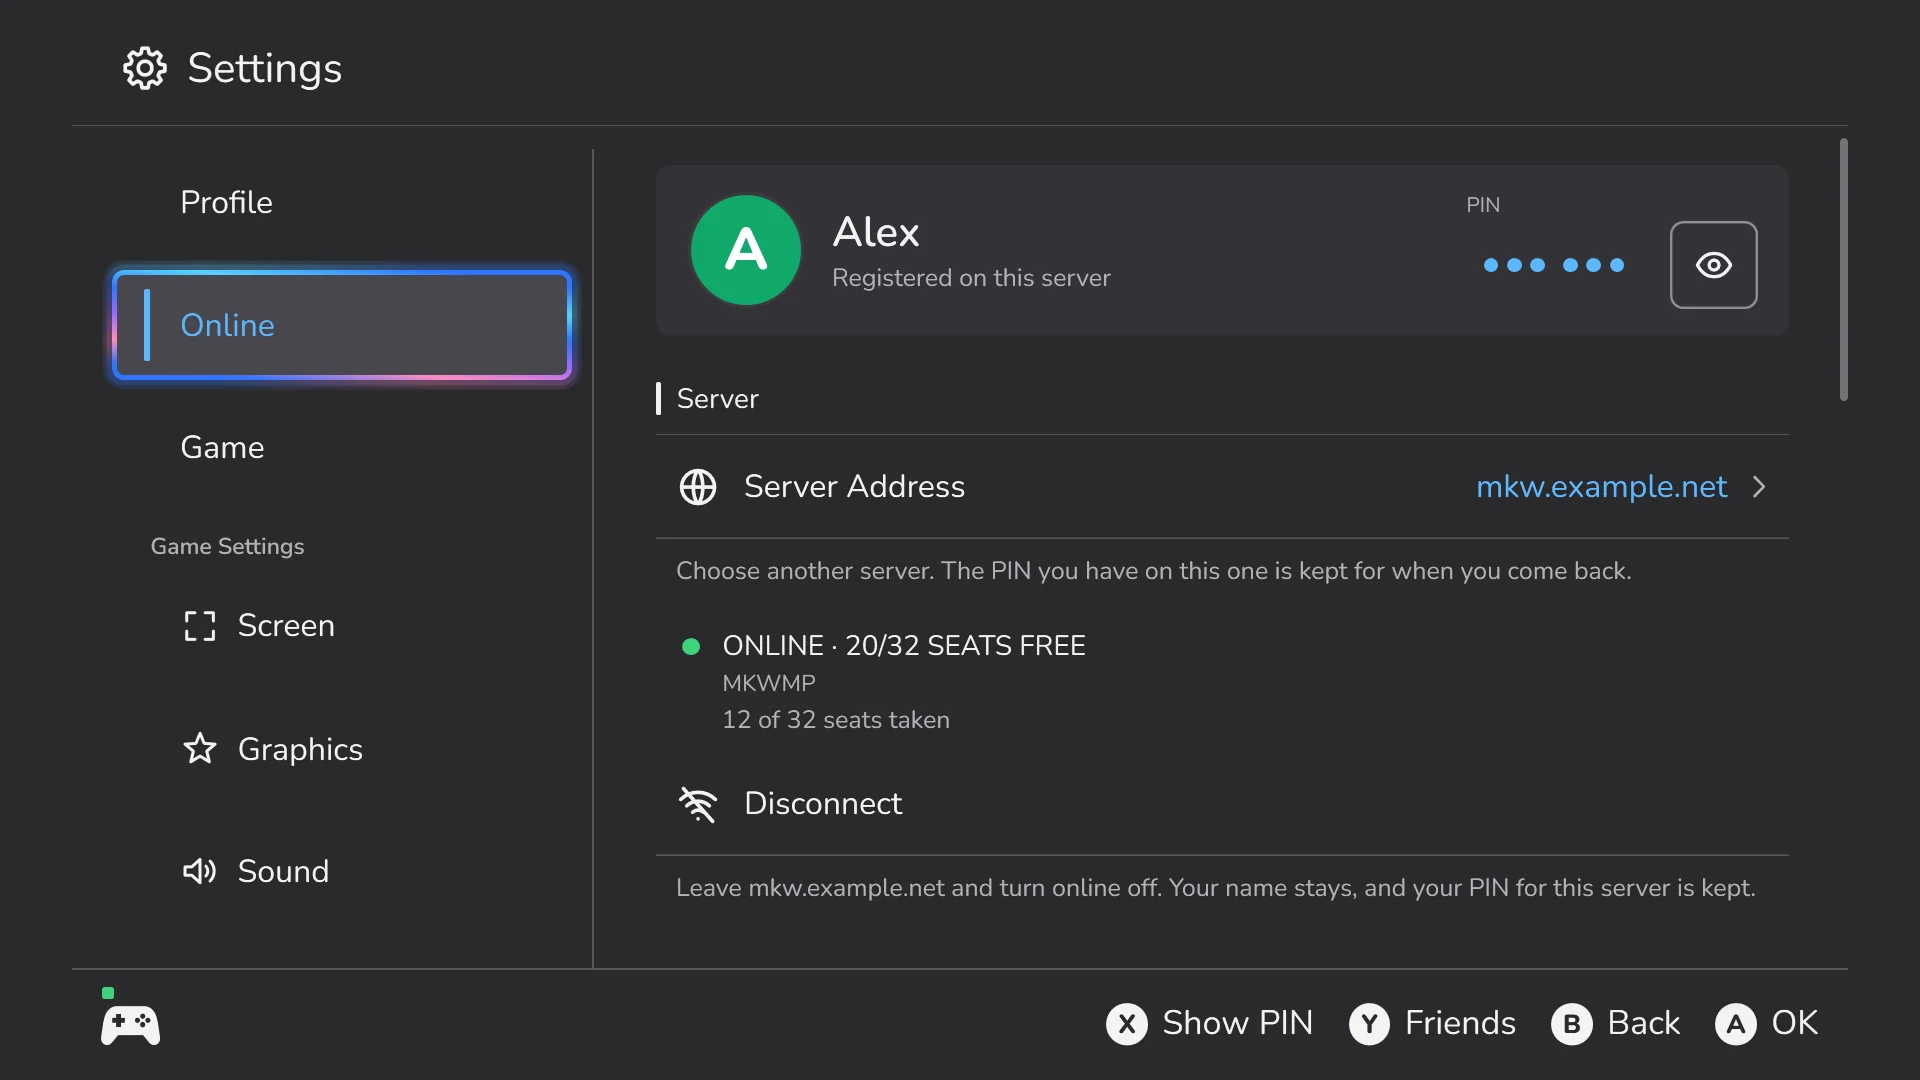 Settings
Profile
Online
Game
Game Settings
Screen
Graphics
Sound
A
Alex
Registered on this server
PIN
Server
Server Address
mkw.example.net
Choose another server. The PIN you have on this one is kept for when you come back.
ONLINE · 20/32 SEATS FREE
MKWMP
12 of 32 seats taken
Disconnect
Leave mkw.example.net and turn online off. Your name stays, and your PIN for this server is kept.
X Show PIN
Y Friends
B Back
A OK